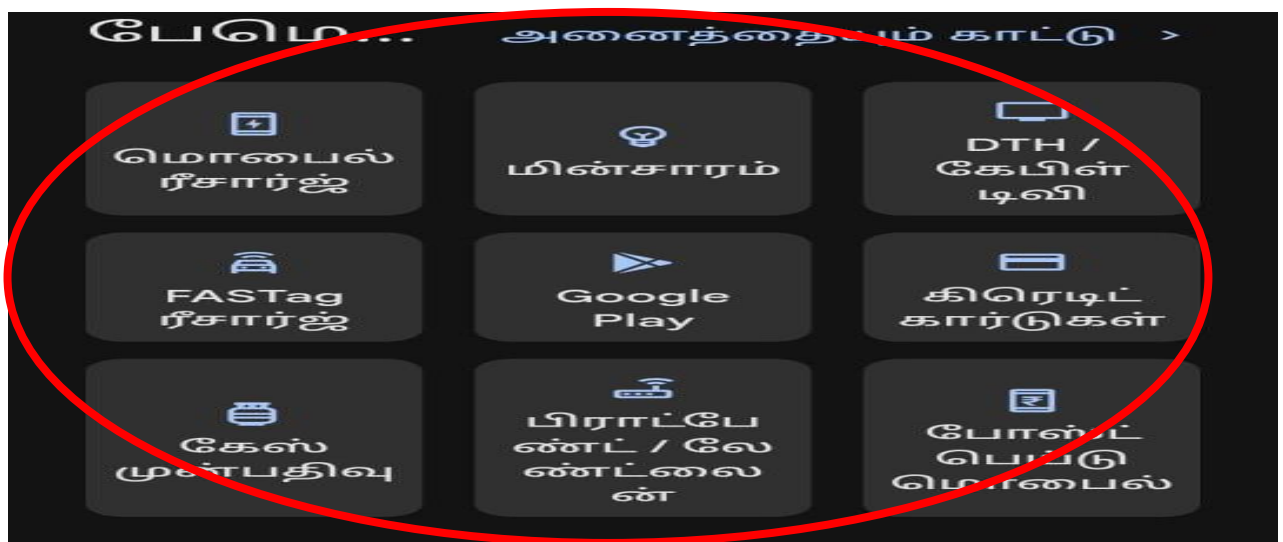 பேமெ... அனைத்தையும் காட்டு >
மொபைல்
ரீசார்ஜ்
மின்சாரம்
DTH /
கேபிள்
டிவி
FASTag
ரீசார்ஜ்
Google
Play
கிரெடிட்
கார்டுகள்
கேஸ்
முன்பதிவு
பிராட்பே
ண்ட் / லே
ண்ட்லை
ன்
போஸ்ட்
பெய்டு
மொபைல்